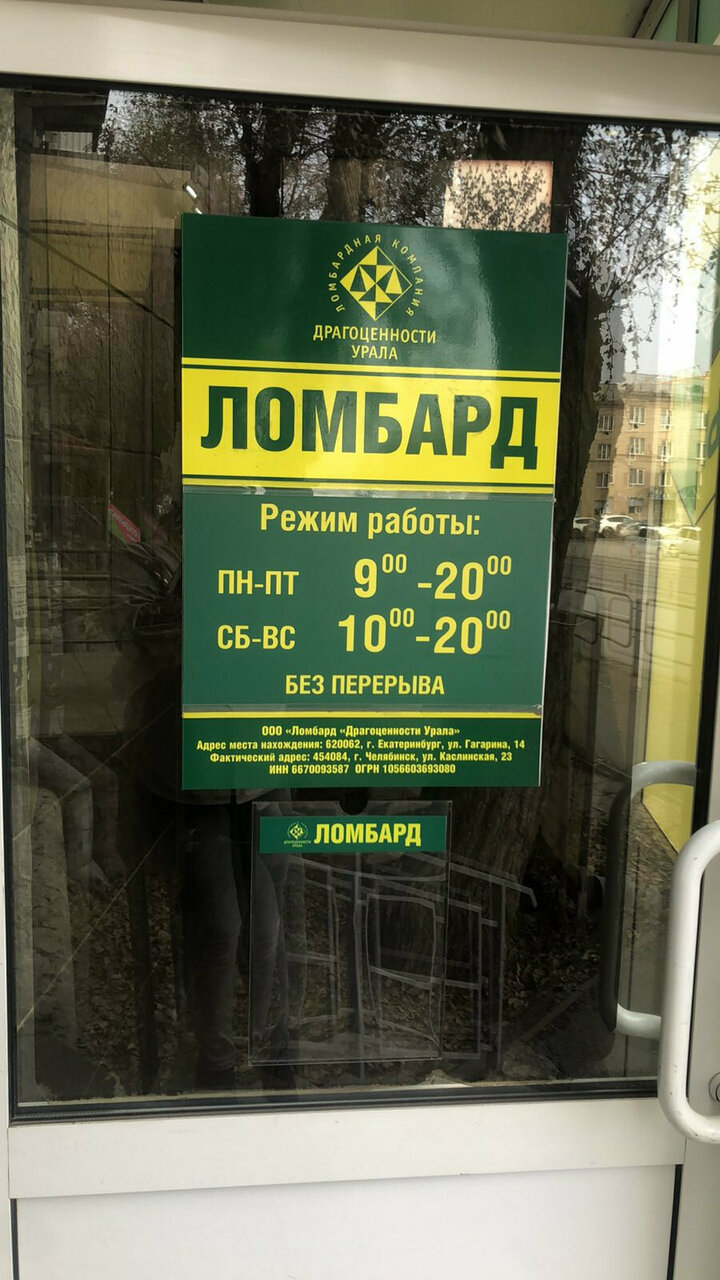 ЛОМБАРДНАЯ КОМПАНИЯ
ДРАГОЦЕННОСТИ
УРАЛА
ЛОМБАРД
Режим работы:
ПН-ПТ 9⁰⁰ -20⁰⁰
СБ-ВС 10⁰⁰-20⁰⁰
БЕЗ ПЕРЕРЫВА
ООО «Ломбард «Драгоценности Урала»
Адрес места нахождения: 620062, г. Екатеринбург, ул. Гагарина, 14
Фактический адрес: 454084, г. Челябинск, ул. Каслинская, 23
ИНН 6670093587 ОГРН 1056603693080
ДРАГОЦЕННОСТИ
УРАЛА
ЛОМБАРД